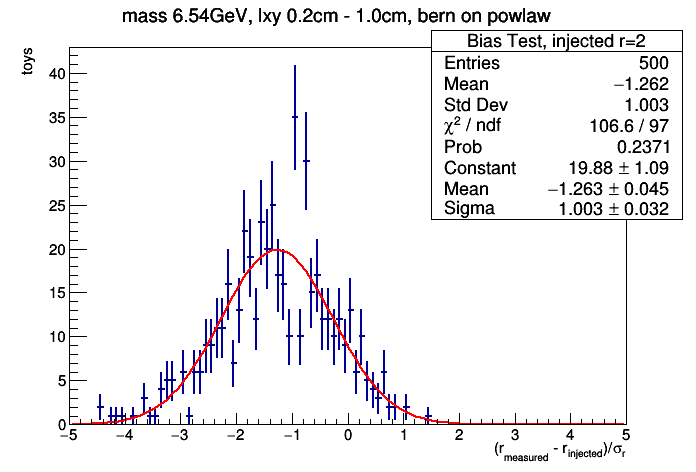 mass 6.54GeV, lxy 0.2cm - 1.0cm, bern on powlaw
toys
Bias Test, injected r=2
Entries 500
Mean −1.262
Std Dev 1.003
χ² / ndf 106.6 / 97
Prob 0.2371
Constant 19.88 ± 1.09
Mean −1.263 ± 0.045
Sigma 1.003 ± 0.032
40
35
30
25
20
15
10
5
0
−5 −4 −3 −2 −1 0 1 2 3 4 5
(r_measured - r_injected)/σ_r